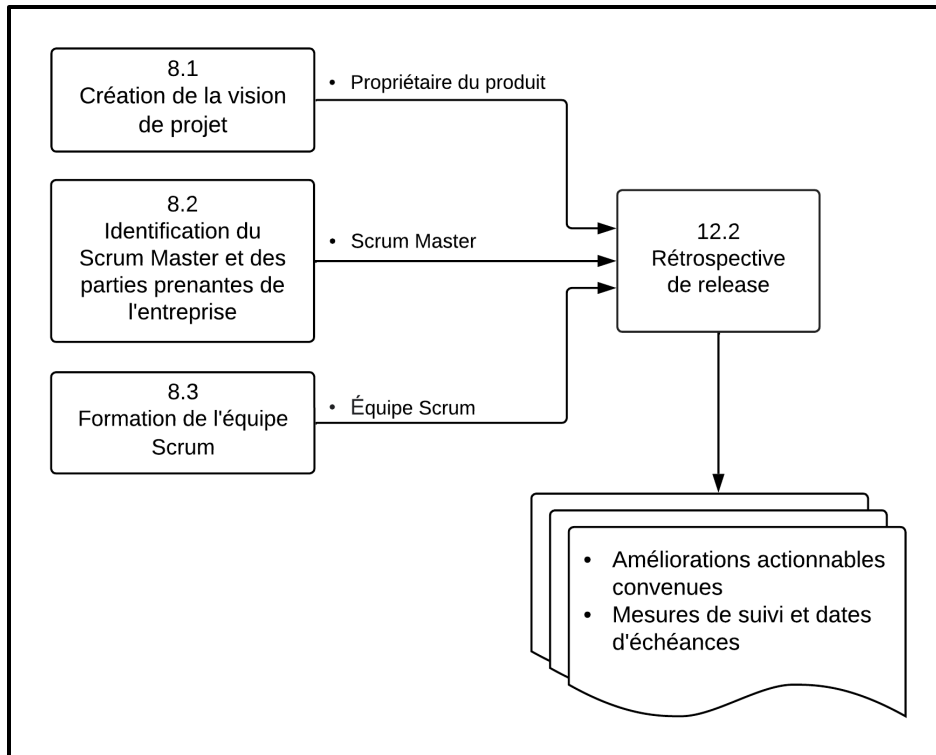 8.1
Création de la vision
de projet
• Propriétaire du produit
8.2
Identification du
Scrum Master et des
parties prenantes de
l'entreprise
• Scrum Master
8.3
Formation de l'équipe
Scrum
• Équipe Scrum
12.2
Rétrospective
de release
• Améliorations actionnables
convenues
• Mesures de suivi et dates
d'échéances